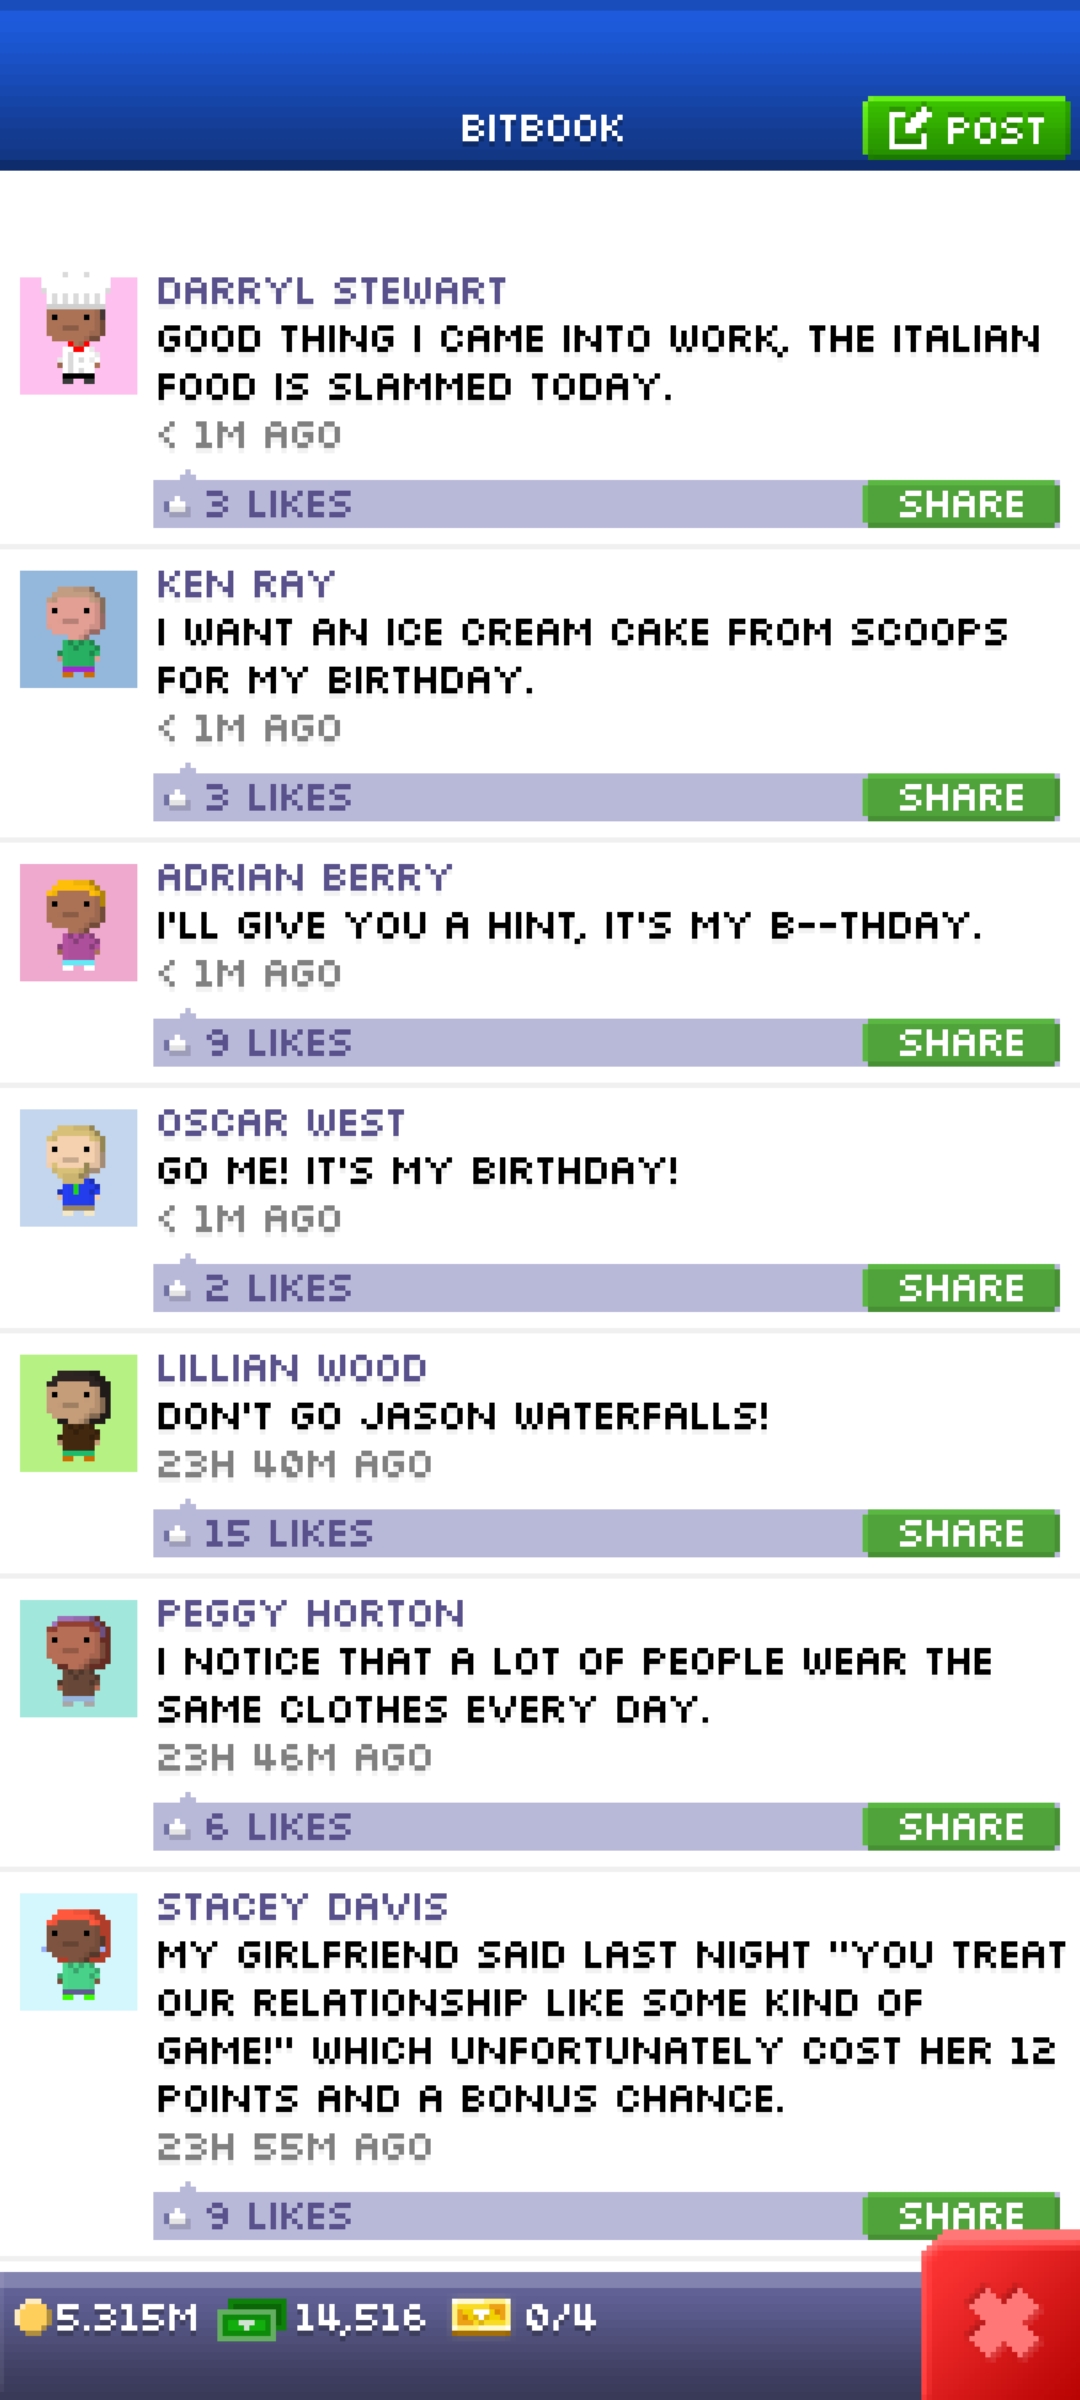 BITBOOK
POST
DARRYL STEWART
GOOD THING I CAME INTO WORK, THE ITALIAN
FOOD IS SLAMMED TODAY.
< 1M AGO
3 LIKES
SHARE
KEN RAY
I WANT AN ICE CREAM CAKE FROM SCOOPS
FOR MY BIRTHDAY.
< 1M AGO
3 LIKES
SHARE
ADRIAN BERRY
I'LL GIVE YOU A HINT, IT'S MY B--THDAY.
< 1M AGO
9 LIKES
SHARE
OSCAR WEST
GO ME! IT'S MY BIRTHDAY!
< 1M AGO
2 LIKES
SHARE
LILLIAN WOOD
DON'T GO JASON WATERFALLS!
23H 40M AGO
15 LIKES
SHARE
PEGGY HORTON
I NOTICE THAT A LOT OF PEOPLE WEAR THE
SAME CLOTHES EVERY DAY.
23H 46M AGO
6 LIKES
SHARE
STACEY DAVIS
MY GIRLFRIEND SAID LAST NIGHT "YOU TREAT
OUR RELATIONSHIP LIKE SOME KIND OF
GAME!" WHICH UNFORTUNATELY COST HER 12
POINTS AND A BONUS CHANCE.
23H 55M AGO
9 LIKES
SHARE
5.315M 14,516 0/4